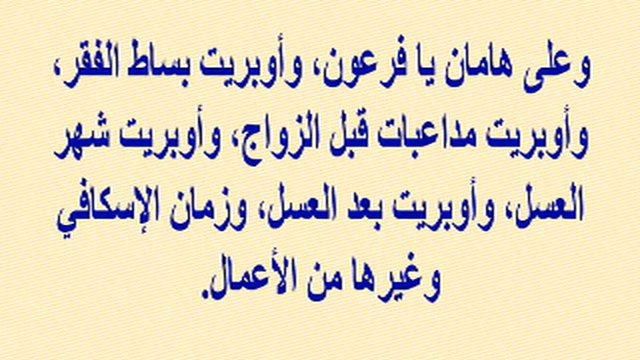 وعلى هامان يا فرعون، وأوبريت بساط الفقر،
وأوبريت مداعبات قبل الزواج، وأوبريت شهر
العسل، وأوبريت بعد العسل، وزمان الإسكافي
وغيرها من الأعمال.